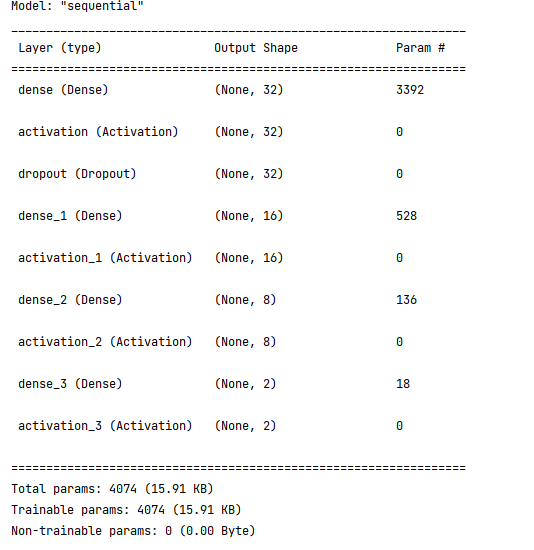 Model: "sequential"
_________________________________________________________________
Layer (type)                Output Shape              Param #
=================================================================
dense (Dense)               (None, 32)                3392
activation (Activation)     (None, 32)                0
dropout (Dropout)           (None, 32)                0
dense_1 (Dense)             (None, 16)                528
activation_1 (Activation)   (None, 16)                0
dense_2 (Dense)             (None, 8)                 136
activation_2 (Activation)   (None, 8)                 0
dense_3 (Dense)             (None, 2)                 18
activation_3 (Activation)   (None, 2)                 0
=================================================================
Total params: 4074 (15.91 KB)
Trainable params: 4074 (15.91 KB)
Non-trainable params: 0 (0.00 Byte)